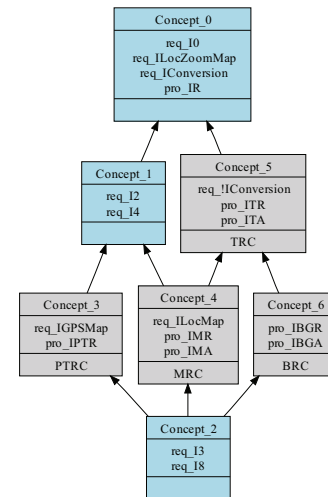 Concept_0
req_I0
req_ILocZoomMap
req_IConversion
pro_IR
Concept_1
req_I2
req_I4
Concept_5
req_!IConversion
pro_ITR
pro_ITA
TRC
Concept_3
req_IGPSMap
pro_IPTR
PTRC
Concept_4
req_ILocMap
pro_IMR
pro_IMA
MRC
Concept_6
pro_IBGR
pro_IBGA
BRC
Concept_2
req_I3
req_I8